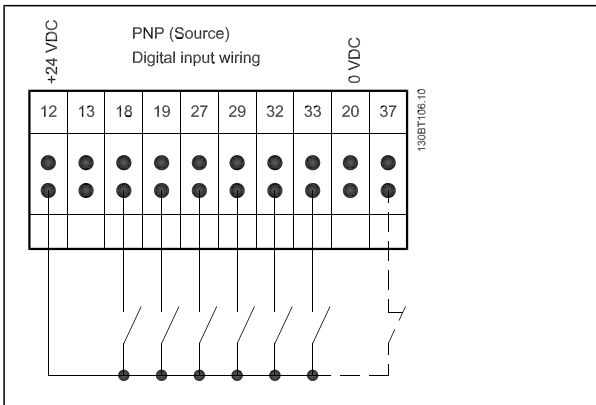 +24 VDC
PNP (Source)
Digital input wiring
0 VDC
12 13 18 19 27 29 32 33 20 37
130BT106.10